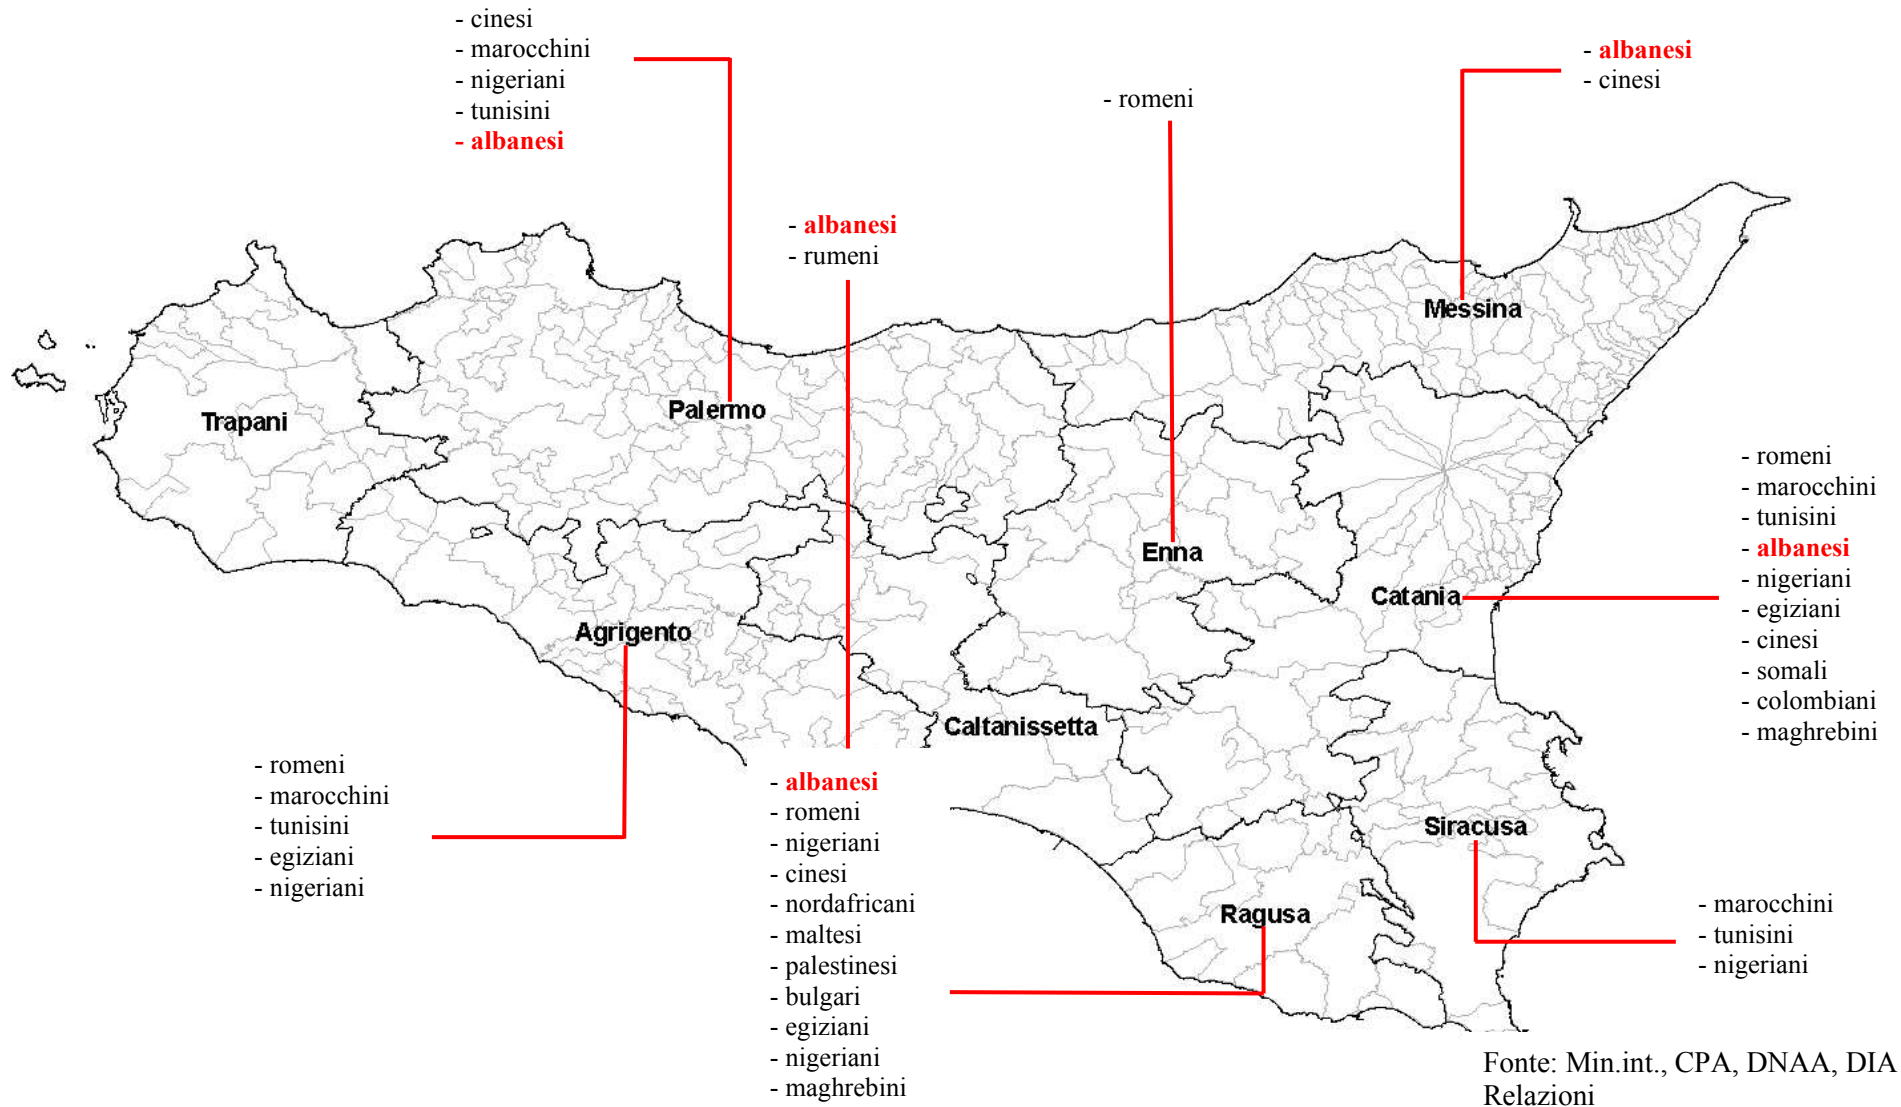 - cinesi
- marocchini
- nigeriani
- tunisini
- albanesi
- albanesi
- cinesi
- romeni
- albanesi
- rumeni
Messina
Palermo
Trapani
- romeni
- marocchini
- tunisini
- albanesi
- nigeriani
- egiziani
- cinesi
- somali
- colombiani
- maghrebini
Enna
Catania
Agrigento
Caltanissetta
- romeni
- marocchini
- tunisini
- egiziani
- nigeriani
- albanesi
- romeni
- nigeriani
- cinesi
- nordafricani
- maltesi
- palestinesi
- bulgari
- egiziani
- nigeriani
- maghrebini
Siracusa
Ragusa
- marocchini
- tunisini
- nigeriani
Fonte: Min.int., CPA, DNAA, DIA
Relazioni